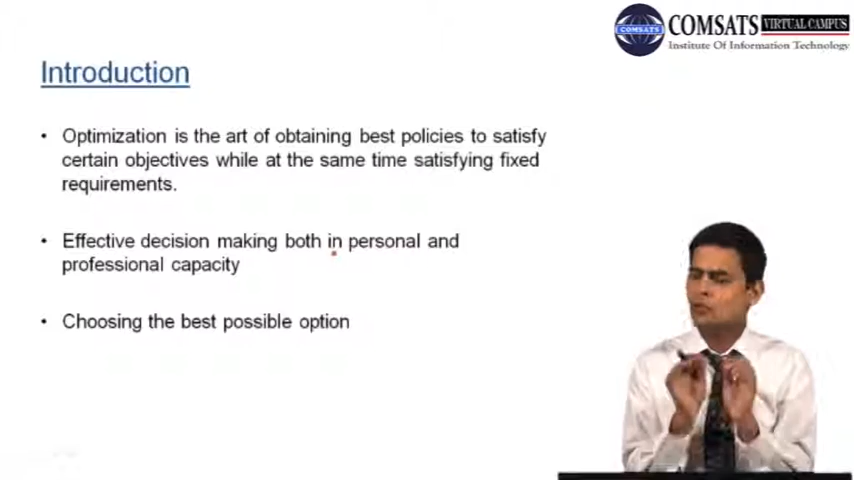 COMSATS VIRTUAL CAMPUS
COMSATS
Institute Of Information Technology
Introduction
• Optimization is the art of obtaining best policies to satisfy
certain objectives while at the same time satisfying fixed
requirements.
• Effective decision making both in personal and
professional capacity
• Choosing the best possible option